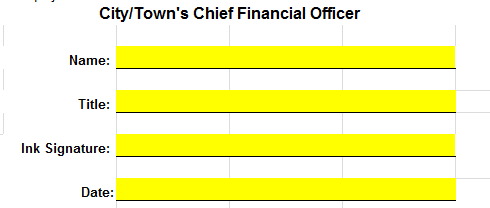 City/Town's Chief Financial Officer
Name:
Title:
Ink Signature:
Date: